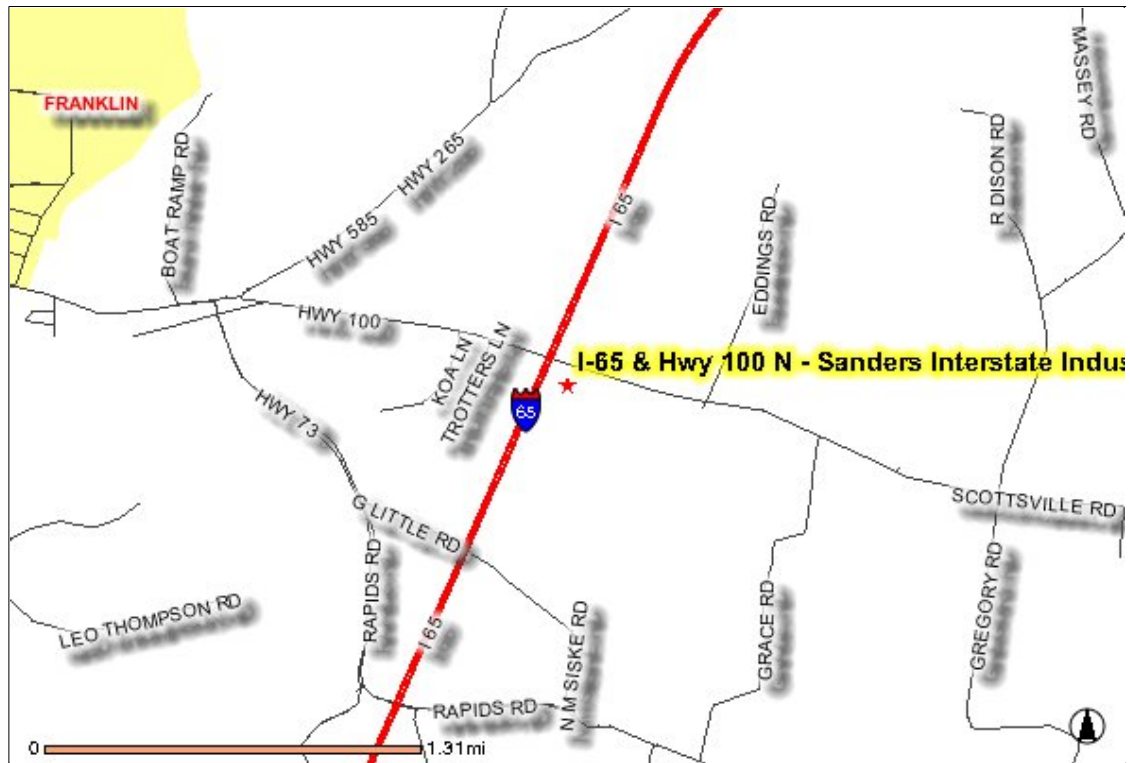 MASSEY RD
FRANKLIN
BOAT RAMP RD
HWY 265
R DISON RD
I 65
HWY 585
EDDINGS RD
HWY 100
KOA LN
TROTTERS LN
I-65 & Hwy 100 N - Sanders Interstate Indus
65
HWY 73
SCOTTSVILLE RD
G LITTLE RD
RAPIDS RD
GREGORY RD
GRACE RD
LEO THOMPSON RD
I 65
N M SISKE RD
RAPIDS RD
0 1.31mi